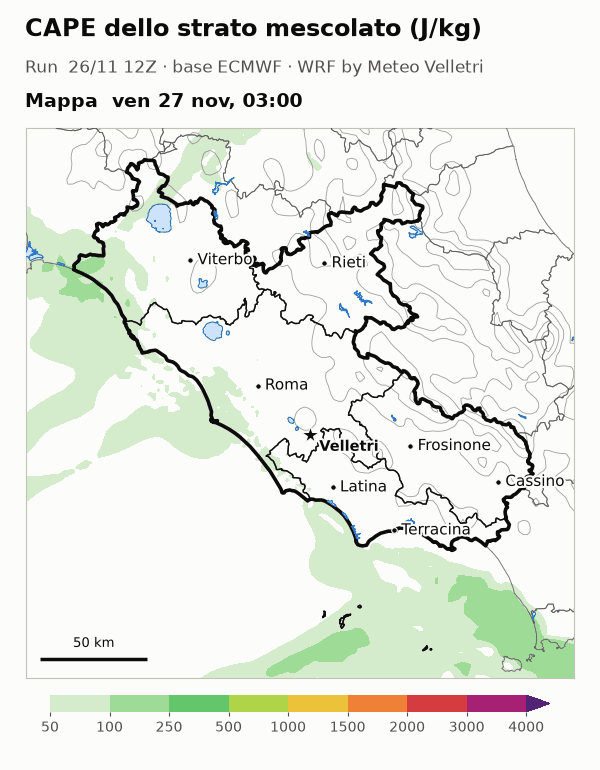 CAPE dello strato mescolato (J/kg)
Run  26/11 12Z · base ECMWF · WRF by Meteo Velletri
Mappa  ven 27 nov, 03:00
Viterbo
Rieti
Roma
Velletri
Frosinone
Cassino
Latina
Terracina
50 km
50 100 250 500 1000 1500 2000 3000 4000